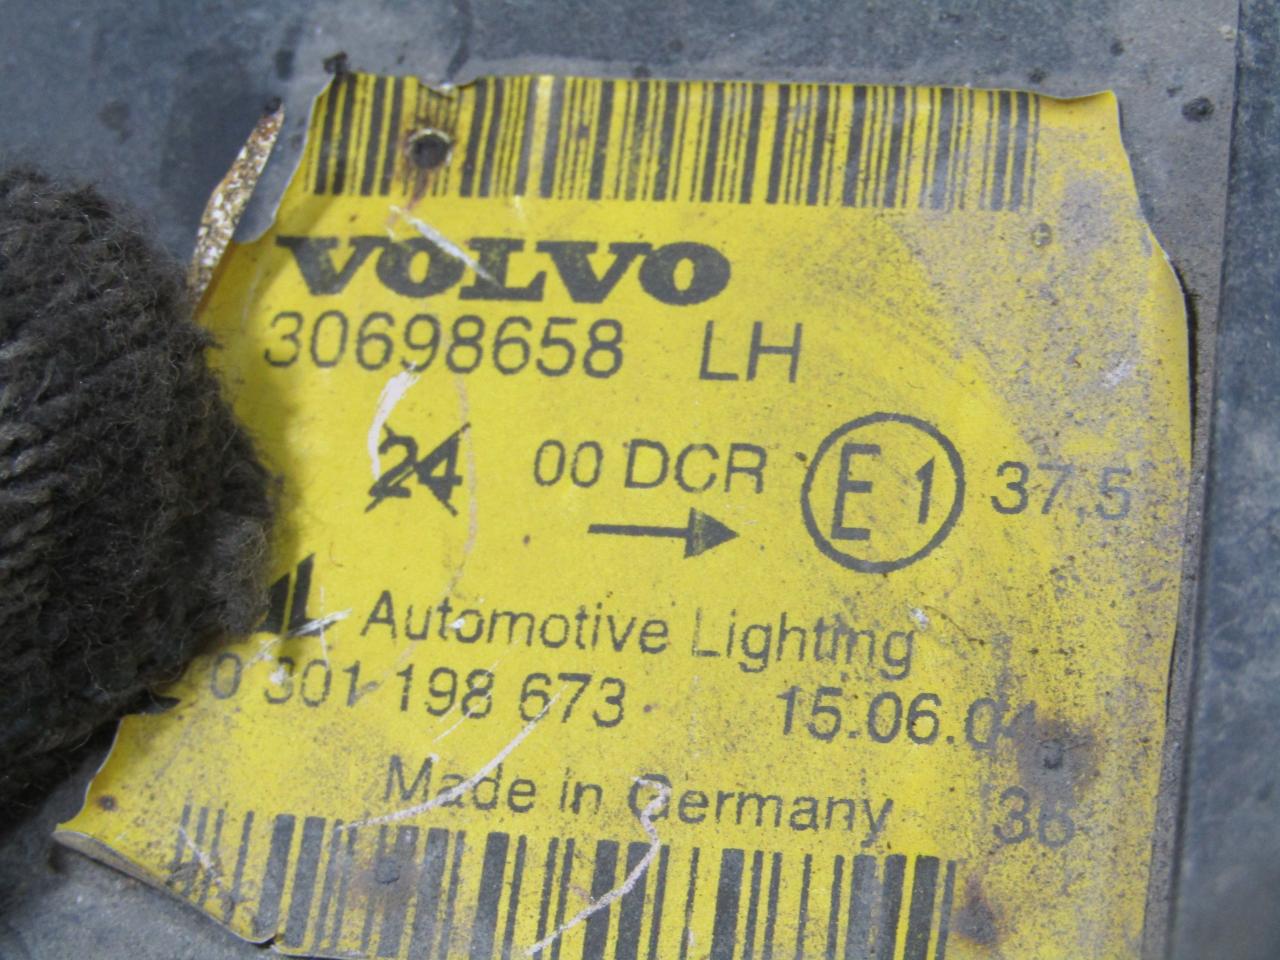 VOLVO
30698658 LH
24 00 DCR E1 37.5
Automotive Lighting
0 301 198 673 15.06.04
Made in Germany 36